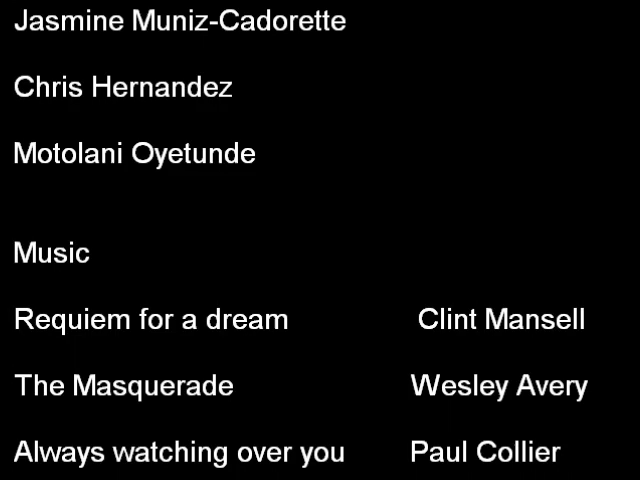 Jasmine Muniz-Cadorette
Chris Hernandez
Motolani Oyetunde
Music
Requiem for a dream Clint Mansell
The Masquerade Wesley Avery
Always watching over you Paul Collier